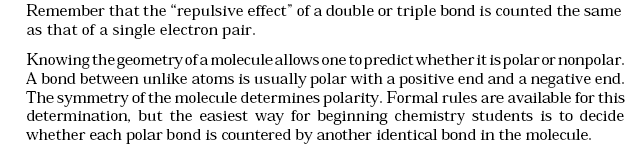 Remember that the “repulsive effect” of a double or triple bond is counted the same
as that of a single electron pair.
Knowing the geometry of a molecule allows one to predict whether it is polar or nonpolar.
A bond between unlike atoms is usually polar with a positive end and a negative end.
The symmetry of the molecule determines polarity. Formal rules are available for this
determination, but the easiest way for beginning chemistry students is to decide
whether each polar bond is countered by another identical bond in the molecule.